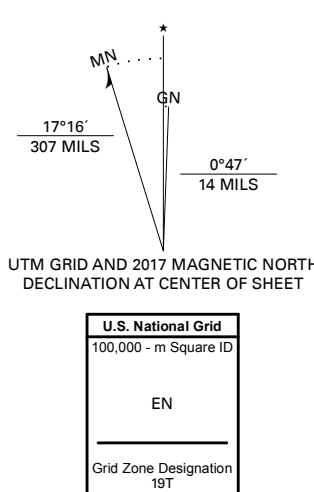 ★
MN
GN
17°16´
307 MILS
0°47´
14 MILS
UTM GRID AND 2017 MAGNETIC NORTH
DECLINATION AT CENTER OF SHEET
U.S. National Grid
100,000 - m Square ID
EN
Grid Zone Designation
19T